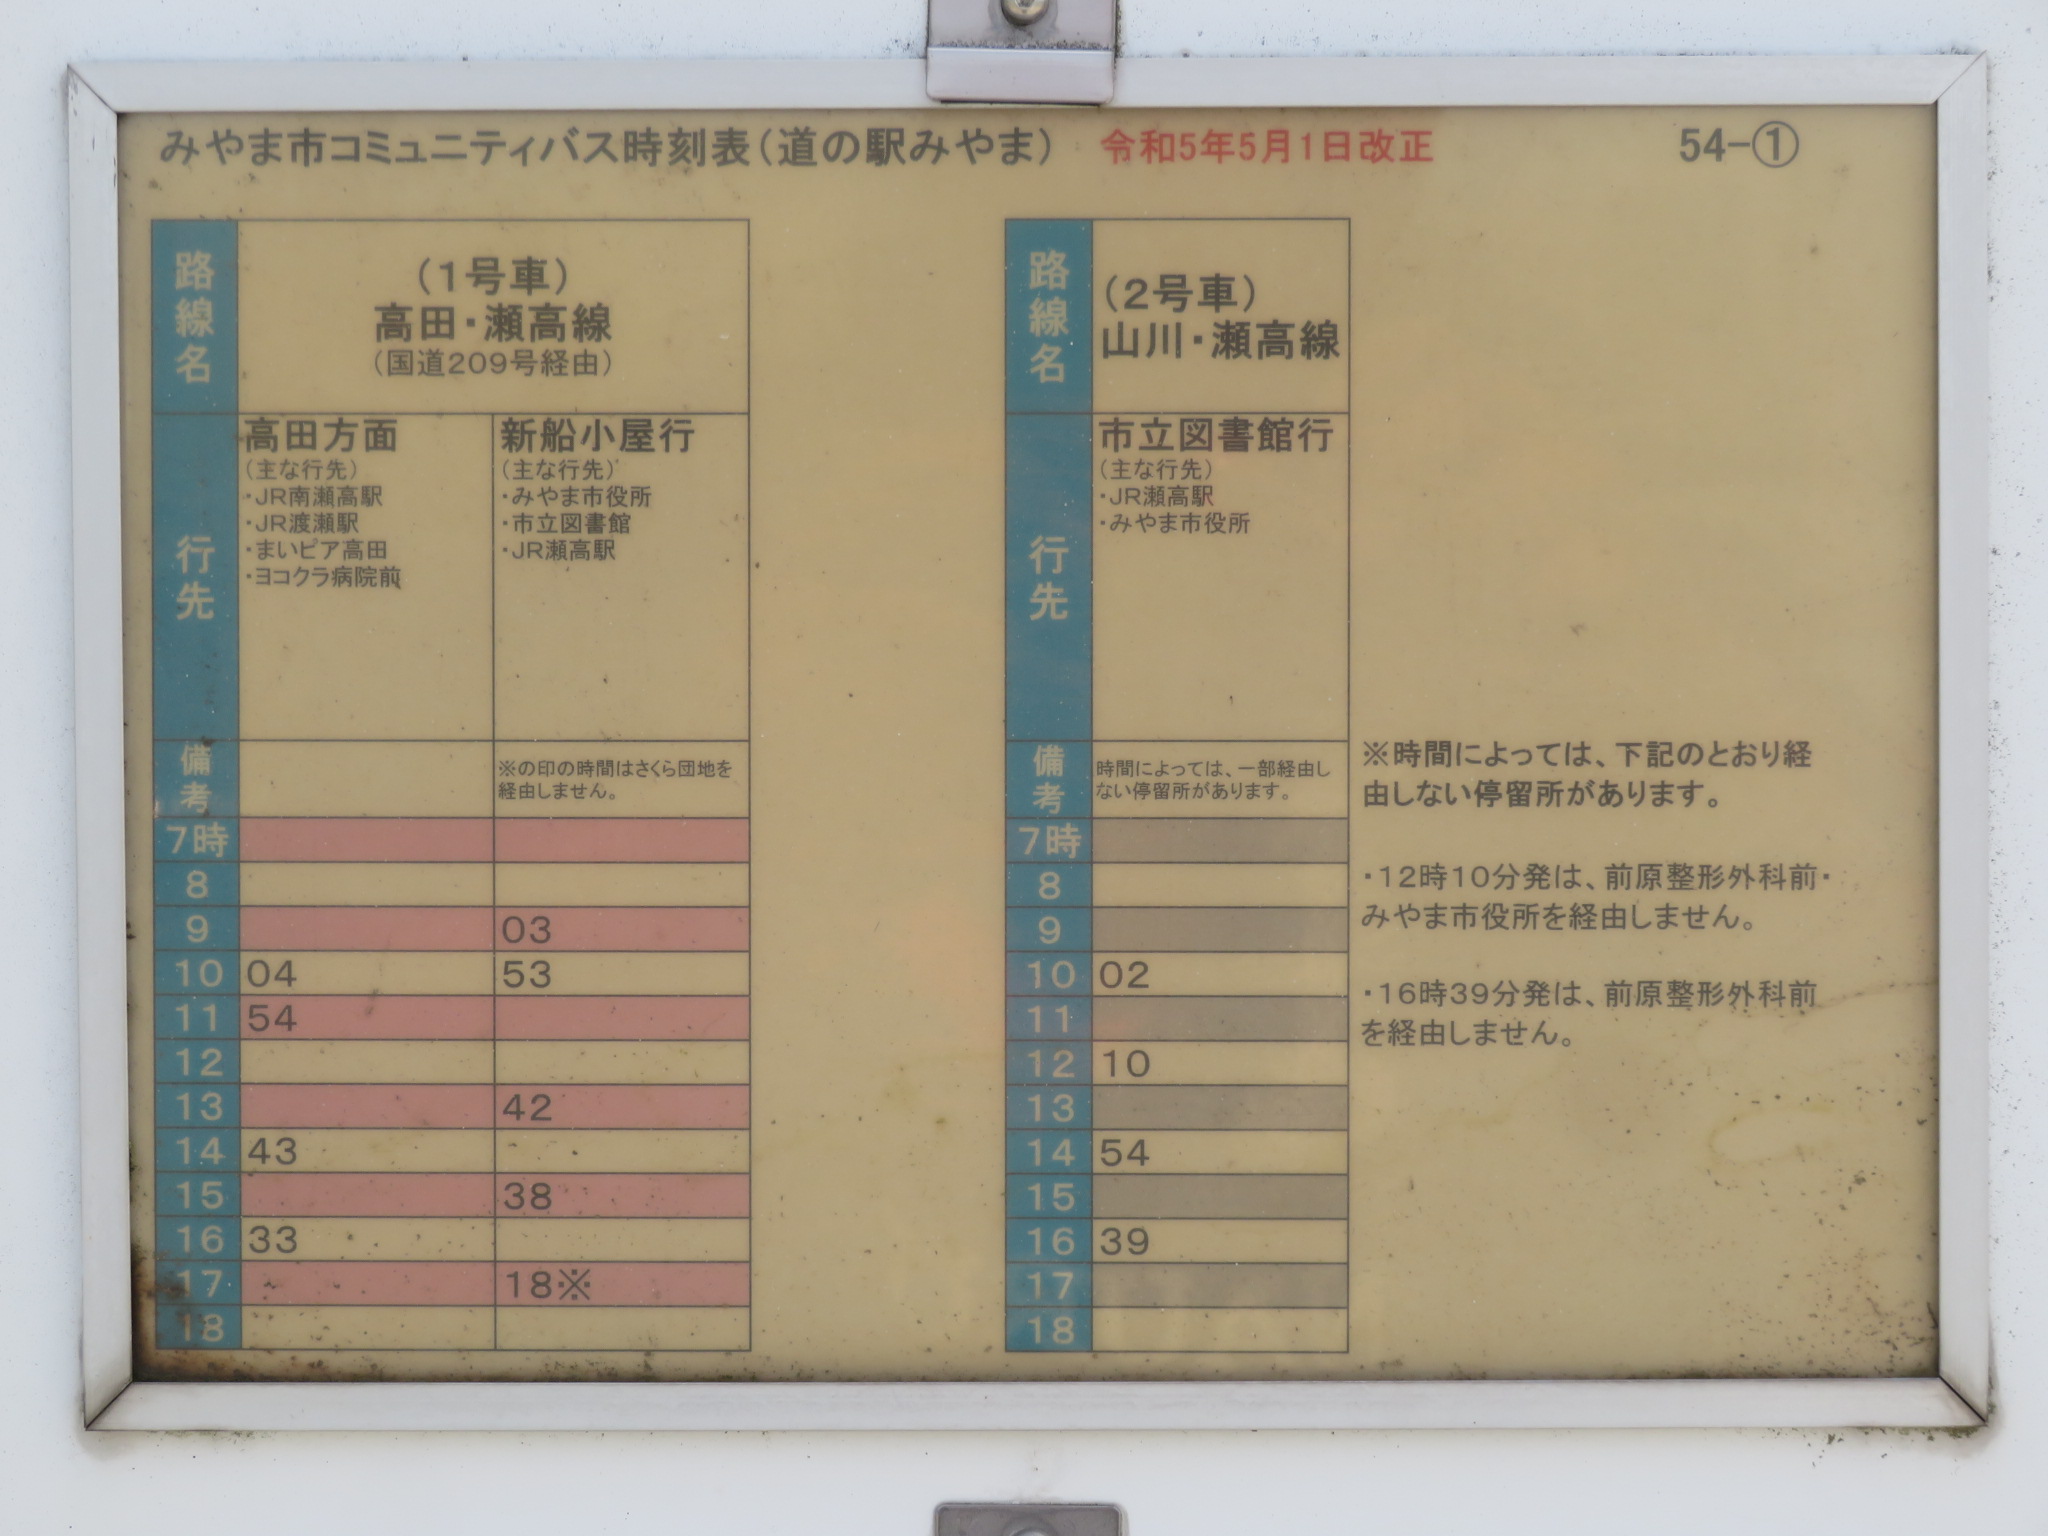 みやま市コミュニティバス時刻表（道の駅みやま） 令和5年5月1日改正 54-①
路線名
（１号車）
高田・瀬高線
（国道２０９号経由）
行先
高田方面
（主な行先）
・ＪＲ南瀬高駅
・ＪＲ渡瀬駅
・まいピア高田
・ヨコクラ病院前
新船小屋行
（主な行先）
・みやま市役所
・市立図書館
・ＪＲ瀬高駅
備考
※の印の時間はさくら団地を
経由しません。
７時
８
９ 03
10 04 53
11 54
12
13 42
14 43
15 38
16 33
17 18※
18
路線名
（２号車）
山川・瀬高線
行先
市立図書館行
（主な行先）
・ＪＲ瀬高駅
・みやま市役所
備考
時間によっては、一部経由し
ない停留所があります。
７時
８
９
10 02
11
12 10
13
14 54
15
16 39
17
18
※時間によっては、下記のとおり経
由しない停留所があります。
・１２時１０分発は、前原整形外科前・
みやま市役所を経由しません。
・１６時３９分発は、前原整形外科前
を経由しません。